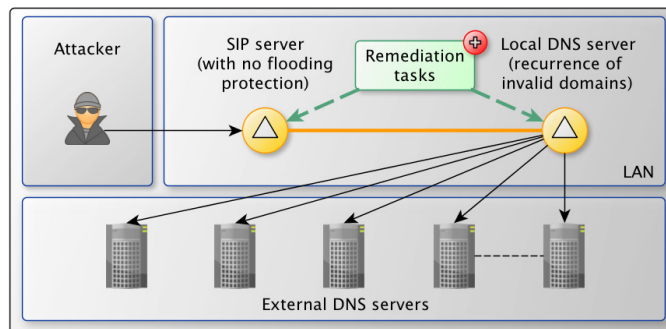 Attacker
SIP server
(with no flooding
protection)
Remediation
tasks
Local DNS server
(recurrence of
invalid domains)
LAN
External DNS servers